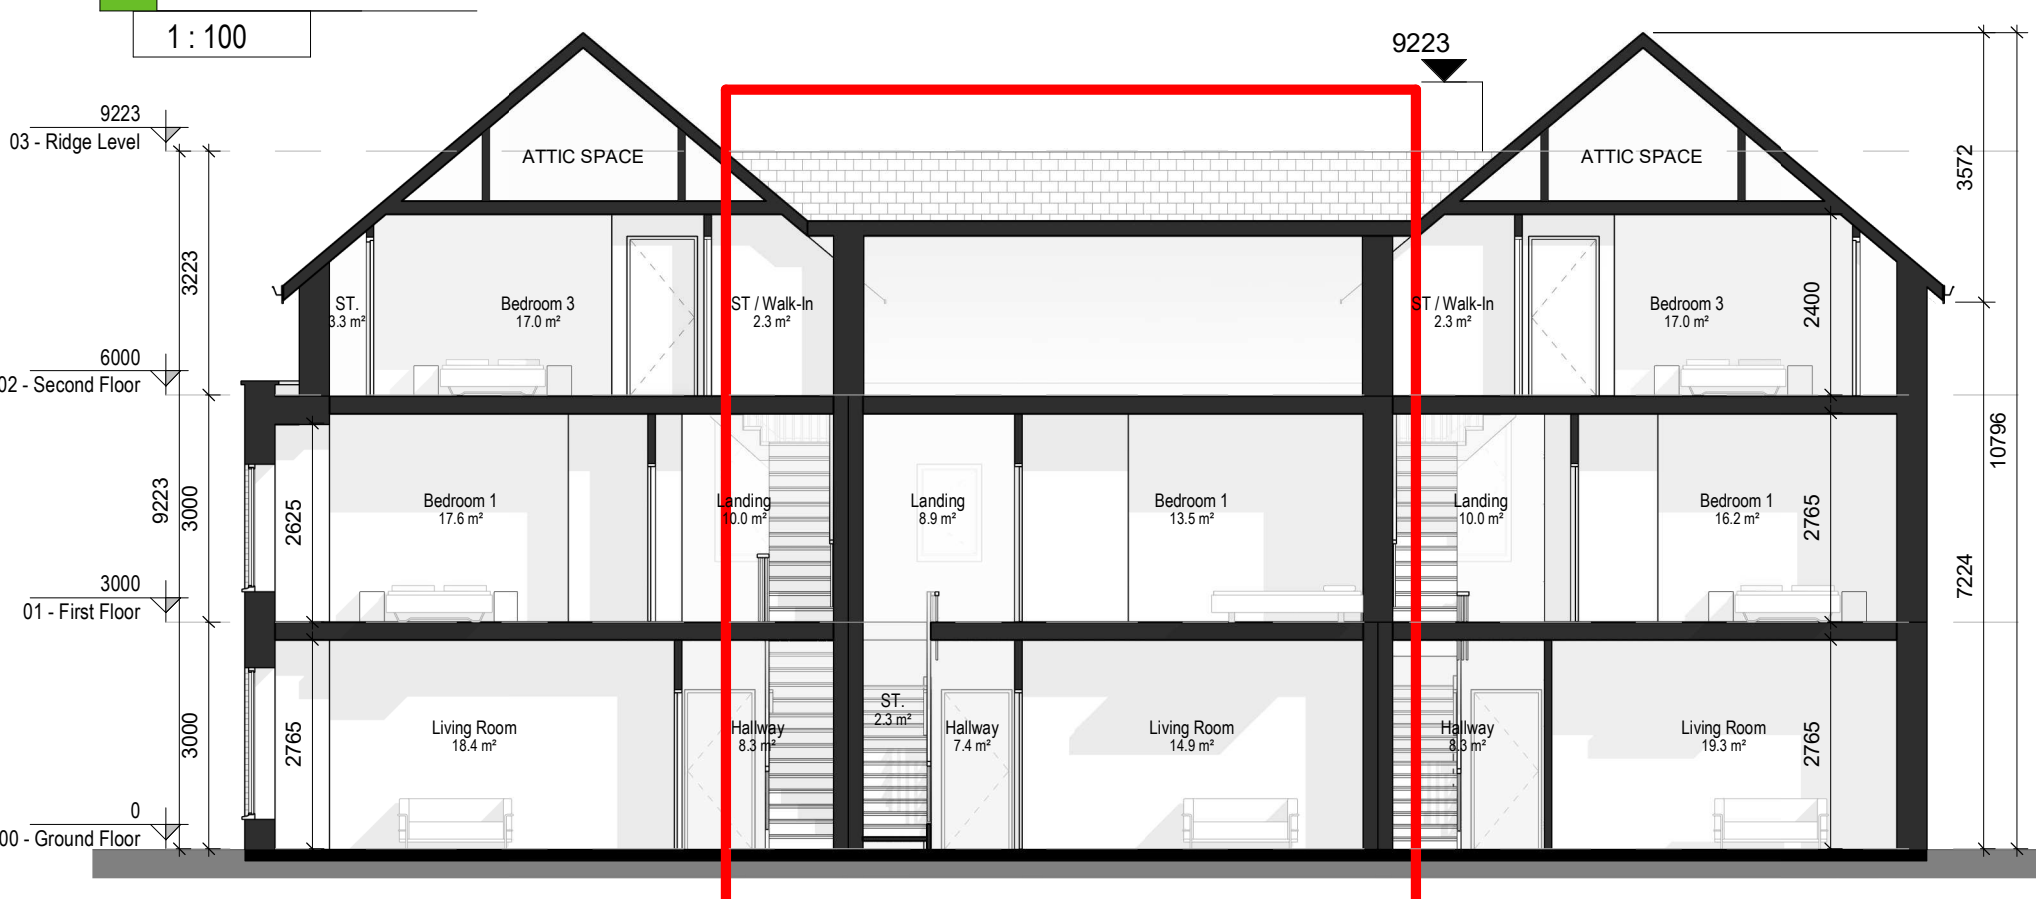 1 : 100
9223
9223
03 - Ridge Level
ATTIC SPACE
ATTIC SPACE
3572
3223
ST.
3.3 m²
Bedroom 3
17.0 m²
ST / Walk-In
2.3 m²
ST / Walk-In
2.3 m²
Bedroom 3
17.0 m²
2400
6000
02 - Second Floor
10796
9223
3000
2625
Bedroom 1
17.6 m²
Landing
10.0 m²
Landing
8.9 m²
Bedroom 1
13.5 m²
Landing
10.0 m²
Bedroom 1
16.2 m²
2765
7224
3000
01 - First Floor
3000
2765
Living Room
18.4 m²
Hallway
8.3 m²
ST.
2.3 m²
Hallway
7.4 m²
Living Room
14.9 m²
Hallway
8.3 m²
Living Room
19.3 m²
2765
0
00 - Ground Floor